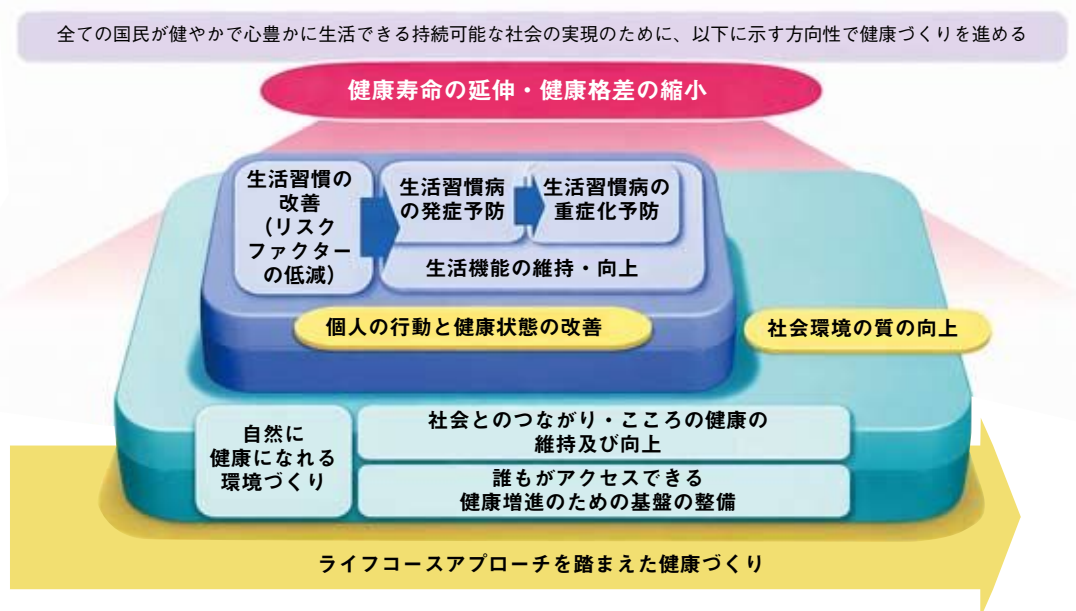 全ての国民が健やかで心豊かに生活できる持続可能な社会の実現のために、以下に示す方向性で健康づくりを進める
健康寿命の延伸・健康格差の縮小
生活習慣の
改善
（リスク
ファクター
の低減）
生活習慣病
の発症予防
生活習慣病の
重症化予防
生活機能の維持・向上
個人の行動と健康状態の改善
社会環境の質の向上
自然に
健康になれる
環境づくり
社会とのつながり・こころの健康の
維持及び向上
誰もがアクセスできる
健康増進のための基盤の整備
ライフコースアプローチを踏まえた健康づくり